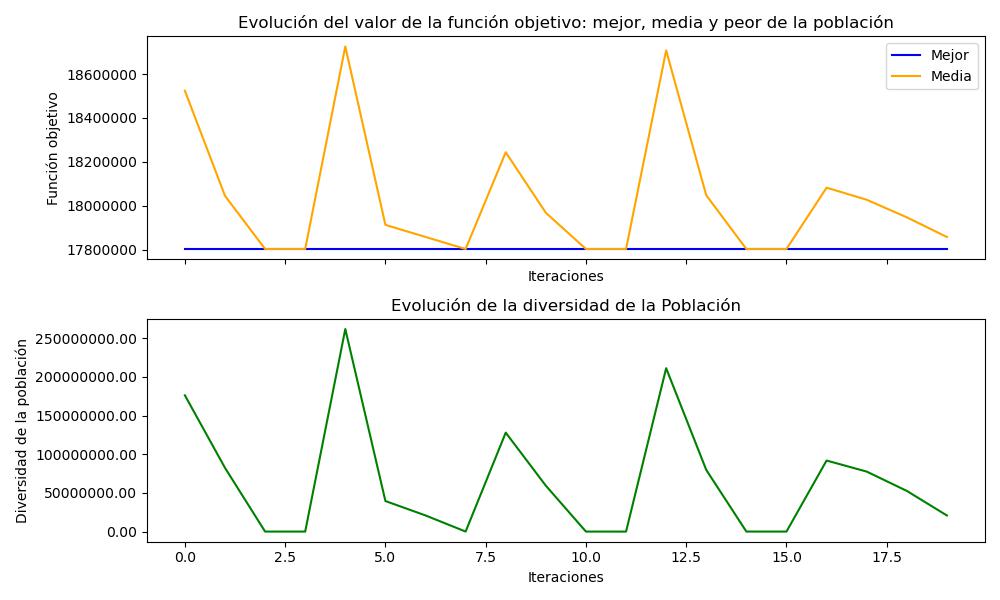 Evolución del valor de la función objetivo: mejor, media y peor de la población
Función objetivo
18600000
18400000
18200000
18000000
17800000
Mejor
Media
Iteraciones
Evolución de la diversidad de la Población
Diversidad de la población
250000000.00
200000000.00
150000000.00
100000000.00
50000000.00
0.00
0.0 2.5 5.0 7.5 10.0 12.5 15.0 17.5
Iteraciones